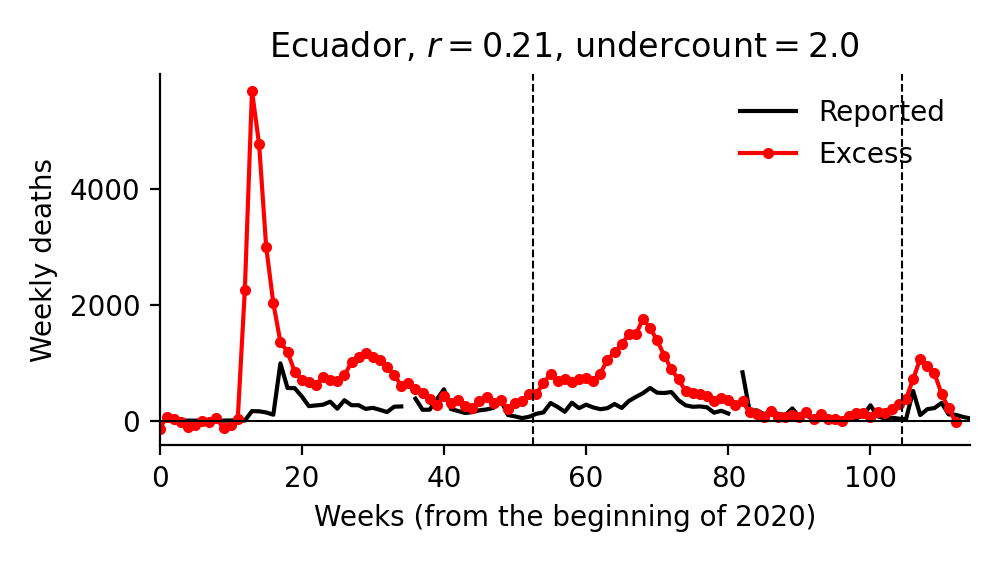 Ecuador, r = 0.21, undercount = 2.0
Reported
Excess
Weekly deaths
4000
2000
0
0 20 40 60 80 100
Weeks (from the beginning of 2020)